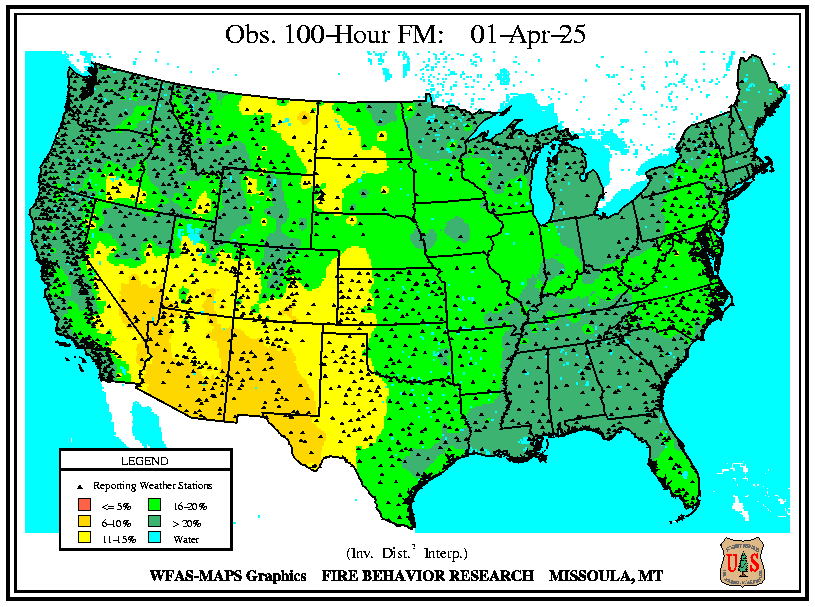 Obs. 100-Hour FM: 01-Apr-25
LEGEND
Reporting Weather Stations
<= 5%
16-20%
6-10%
> 20%
11-15%
Water
(Inv. Dist.² Interp.)
WFAS-MAPS Graphics FIRE BEHAVIOR RESEARCH MISSOULA, MT
US